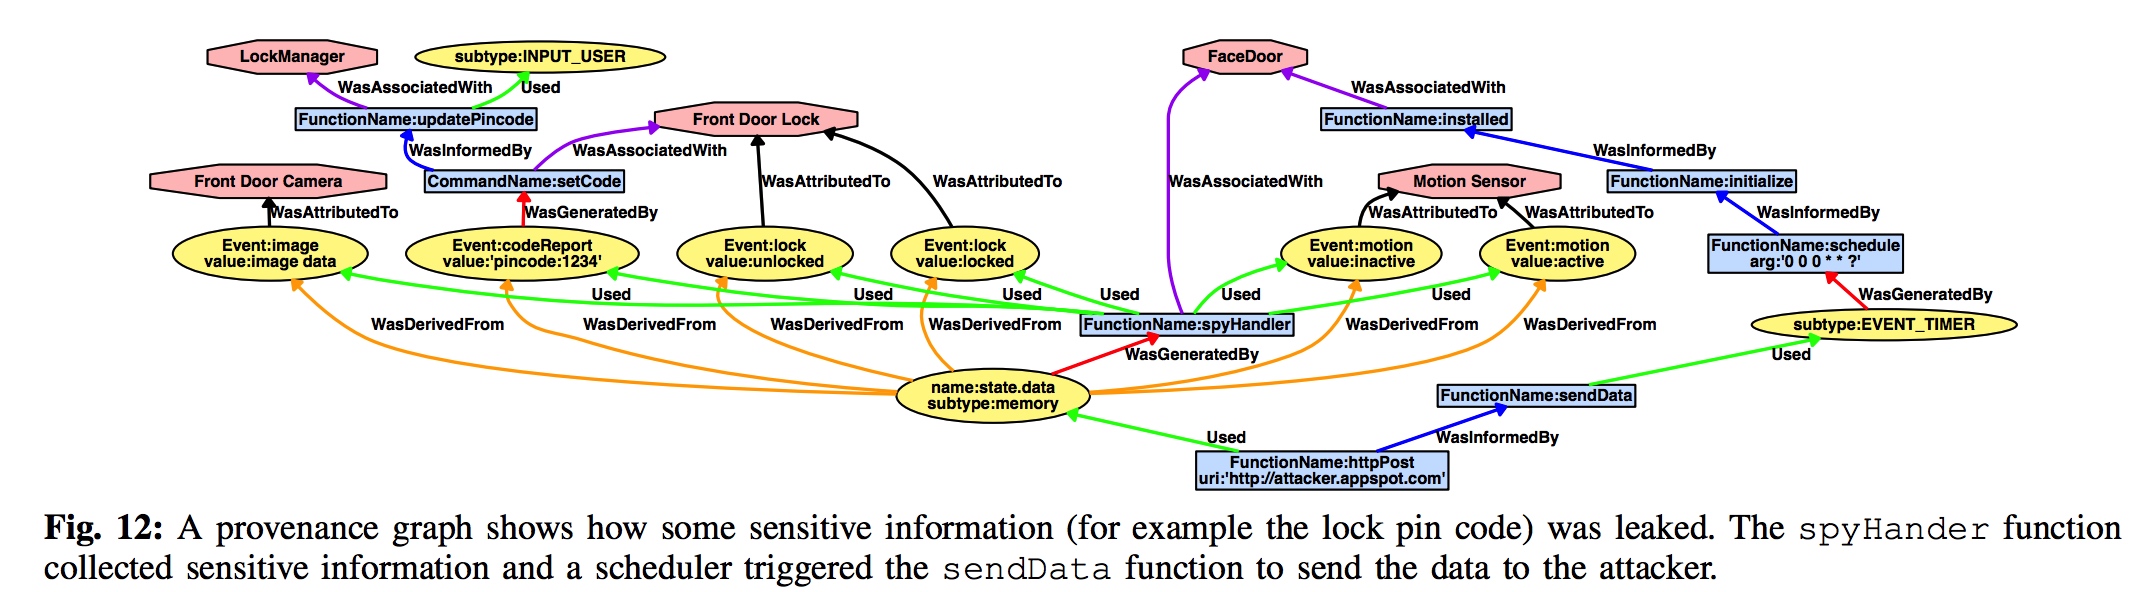 LockManager
subtype:INPUT_USER
FaceDoor
WasAssociatedWith
Used
WasAssociatedWith
FunctionName:updatePincode
Front Door Lock
FunctionName:installed
WasInformedBy
WasAssociatedWith
WasInformedBy
Front Door Camera
CommandName:setCode
WasAttributedTo
WasAttributedTo
WasAssociatedWith
Motion Sensor
FunctionName:initialize
WasAttributedTo
WasGeneratedBy
WasAttributedTo
WasAttributedTo
WasInformedBy
Event:image
value:image data
Event:codeReport
value:'pincode:1234'
Event:lock
value:unlocked
Event:lock
value:locked
Event:motion
value:inactive
Event:motion
value:active
FunctionName:schedule
arg:'0 0 0 * * ?'
Used
Used
Used
Used
Used
Used
WasGeneratedBy
WasDerivedFrom
WasDerivedFrom
WasDerivedFrom
WasDerivedFrom
FunctionName:spyHandler
WasDerivedFrom
WasDerivedFrom
subtype:EVENT_TIMER
WasGeneratedBy
Used
name:state.data
subtype:memory
FunctionName:sendData
Used
WasInformedBy
FunctionName:httpPost
uri:'http://attacker.appspot.com'
Fig. 12: A provenance graph shows how some sensitive information (for example the lock pin code) was leaked. The spyHander function
collected sensitive information and a scheduler triggered the sendData function to send the data to the attacker.